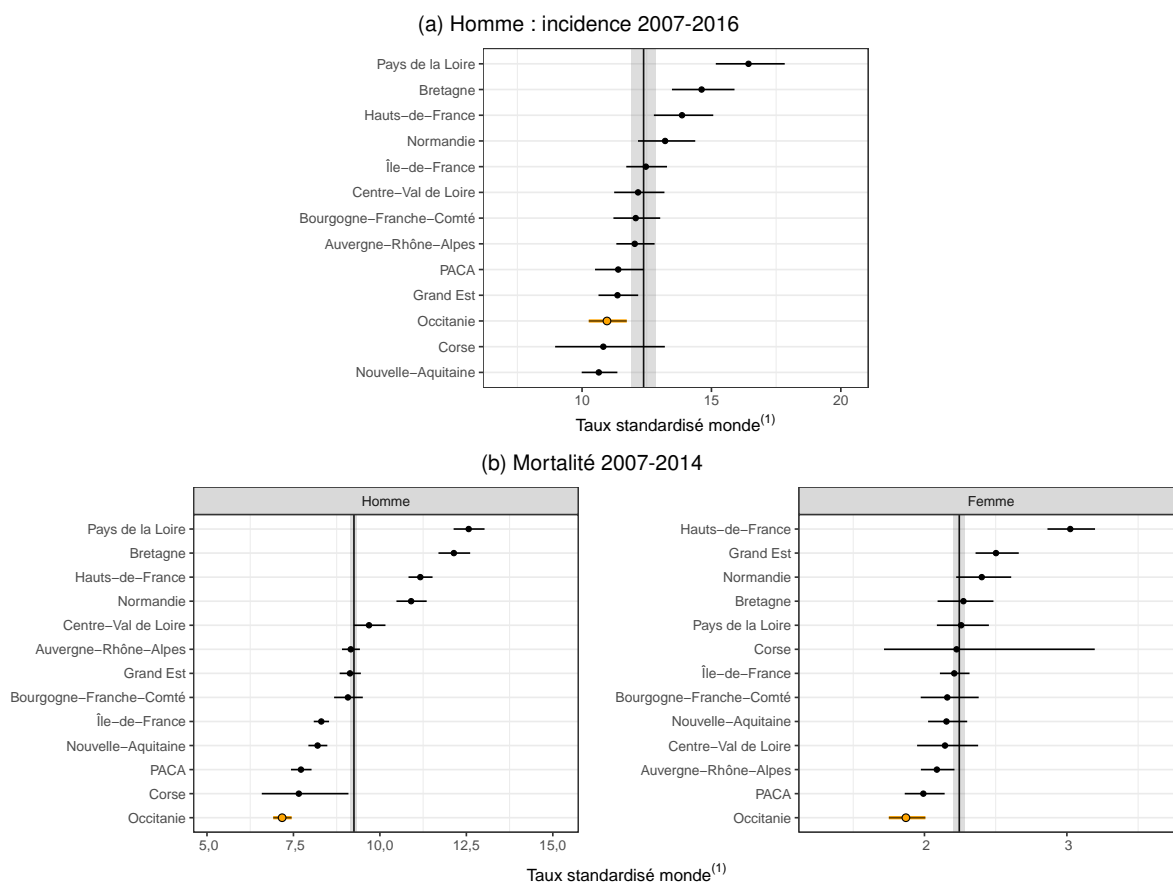 (a) Homme : incidence 2007-2016
Pays de la Loire
Bretagne
Hauts−de−France
Normandie
Île−de−France
Centre−Val de Loire
Bourgogne−Franche−Comté
Auvergne−Rhône−Alpes
PACA
Grand Est
Occitanie
Corse
Nouvelle−Aquitaine
10 15 20
Taux standardisé monde(1)
(b) Mortalité 2007-2014
Homme
Pays de la Loire
Bretagne
Hauts−de−France
Normandie
Centre−Val de Loire
Auvergne−Rhône−Alpes
Grand Est
Bourgogne−Franche−Comté
Île−de−France
Nouvelle−Aquitaine
PACA
Corse
Occitanie
5,0 7,5 10,0 12,5 15,0
Femme
Hauts−de−France
Grand Est
Normandie
Bretagne
Pays de la Loire
Corse
Île−de−France
Bourgogne−Franche−Comté
Nouvelle−Aquitaine
Centre−Val de Loire
Auvergne−Rhône−Alpes
PACA
Occitanie
2 3
Taux standardisé monde(1)